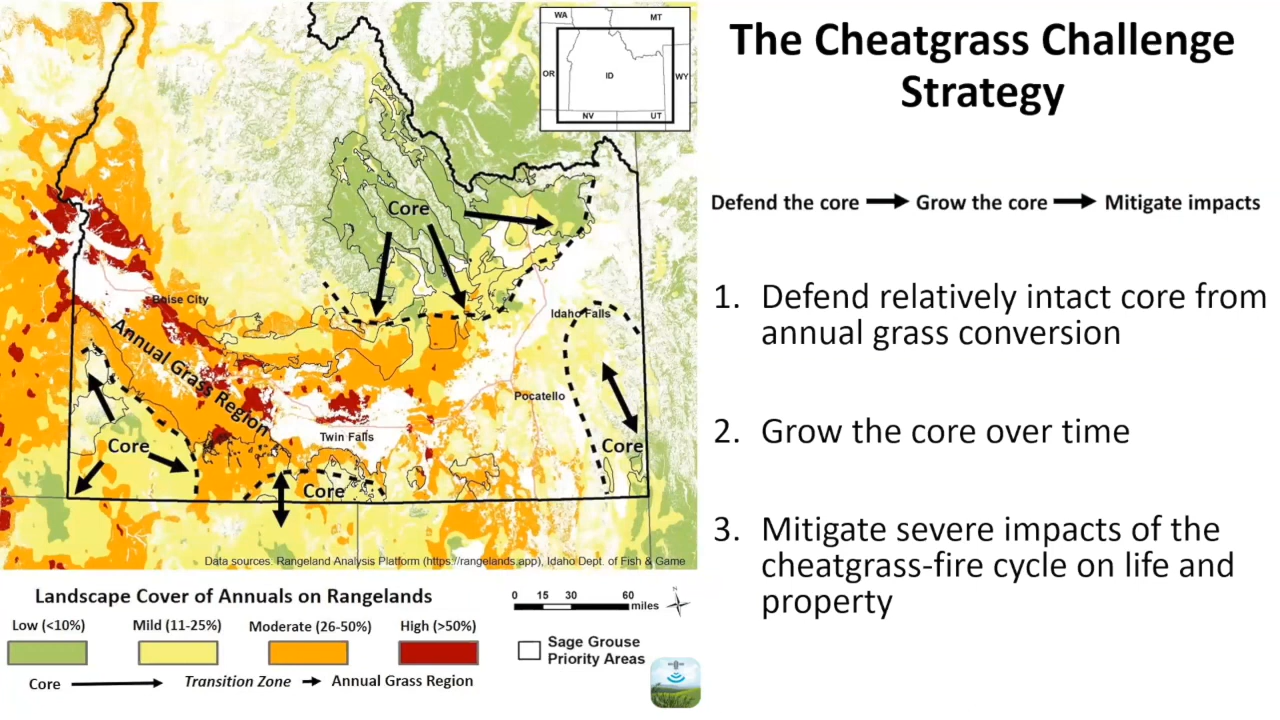 The Cheatgrass Challenge
Strategy
Defend the core → Grow the core → Mitigate impacts
1. Defend relatively intact core from
annual grass conversion
2. Grow the core over time
3. Mitigate severe impacts of the
cheatgrass-fire cycle on life and
property
WA
MT
OR
ID
WY
NV
UT
Core
Boise City
Idaho Falls
Annual Grass Region
Pocatello
Twin Falls
Core
Core
Core
Data sources. Rangeland Analysis Platform (https://rangelands.app), Idaho Dept. of Fish & Game
Landscape Cover of Annuals on Rangelands
Low (<10%)
Mild (11-25%)
Moderate (26-50%)
High (>50%)
Core → Transition Zone → Annual Grass Region
0 15 30 60
miles
N
Sage Grouse
Priority Areas